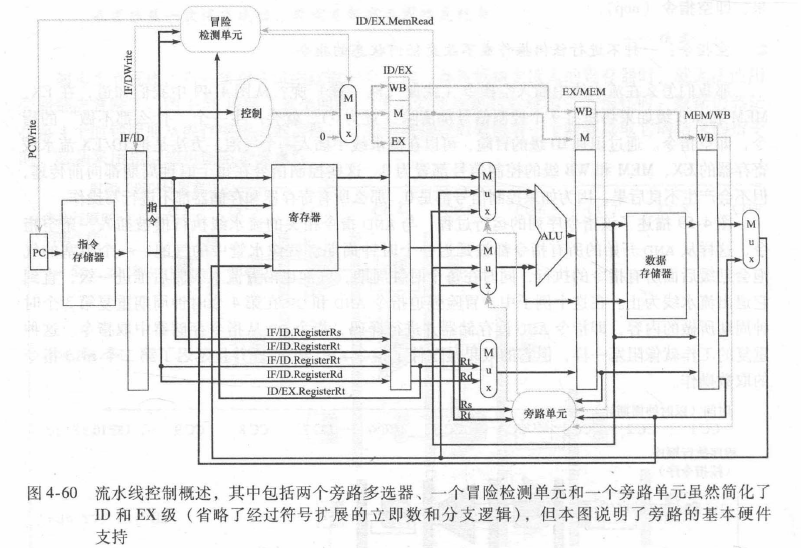 冒险
检测单元
ID/EX.MemRead
IF/DWrite
PCWrite
控制
M
u
x
0
ID/EX
WB
M
EX
EX/MEM
WB
M
MEM/WB
WB
IF/ID
PC
指令
存储器
指令
寄存器
M
u
x
M
u
x
ALU
数据
存储器
M
u
x
IF/ID.RegisterRs
IF/ID.RegisterRt
IF/ID.RegisterRt
IF/ID.RegisterRd
ID/EX.RegisterRt
Rt
Rd
M
u
x
Rs
Rt
旁路单元
图 4-60 流水线控制概述，其中包括两个旁路多选器、一个冒险检测单元和一个旁路单元虽然简化了
ID 和 EX 级（省略了经过符号扩展的立即数和分支逻辑），但本图说明了旁路的基本硬件
支持